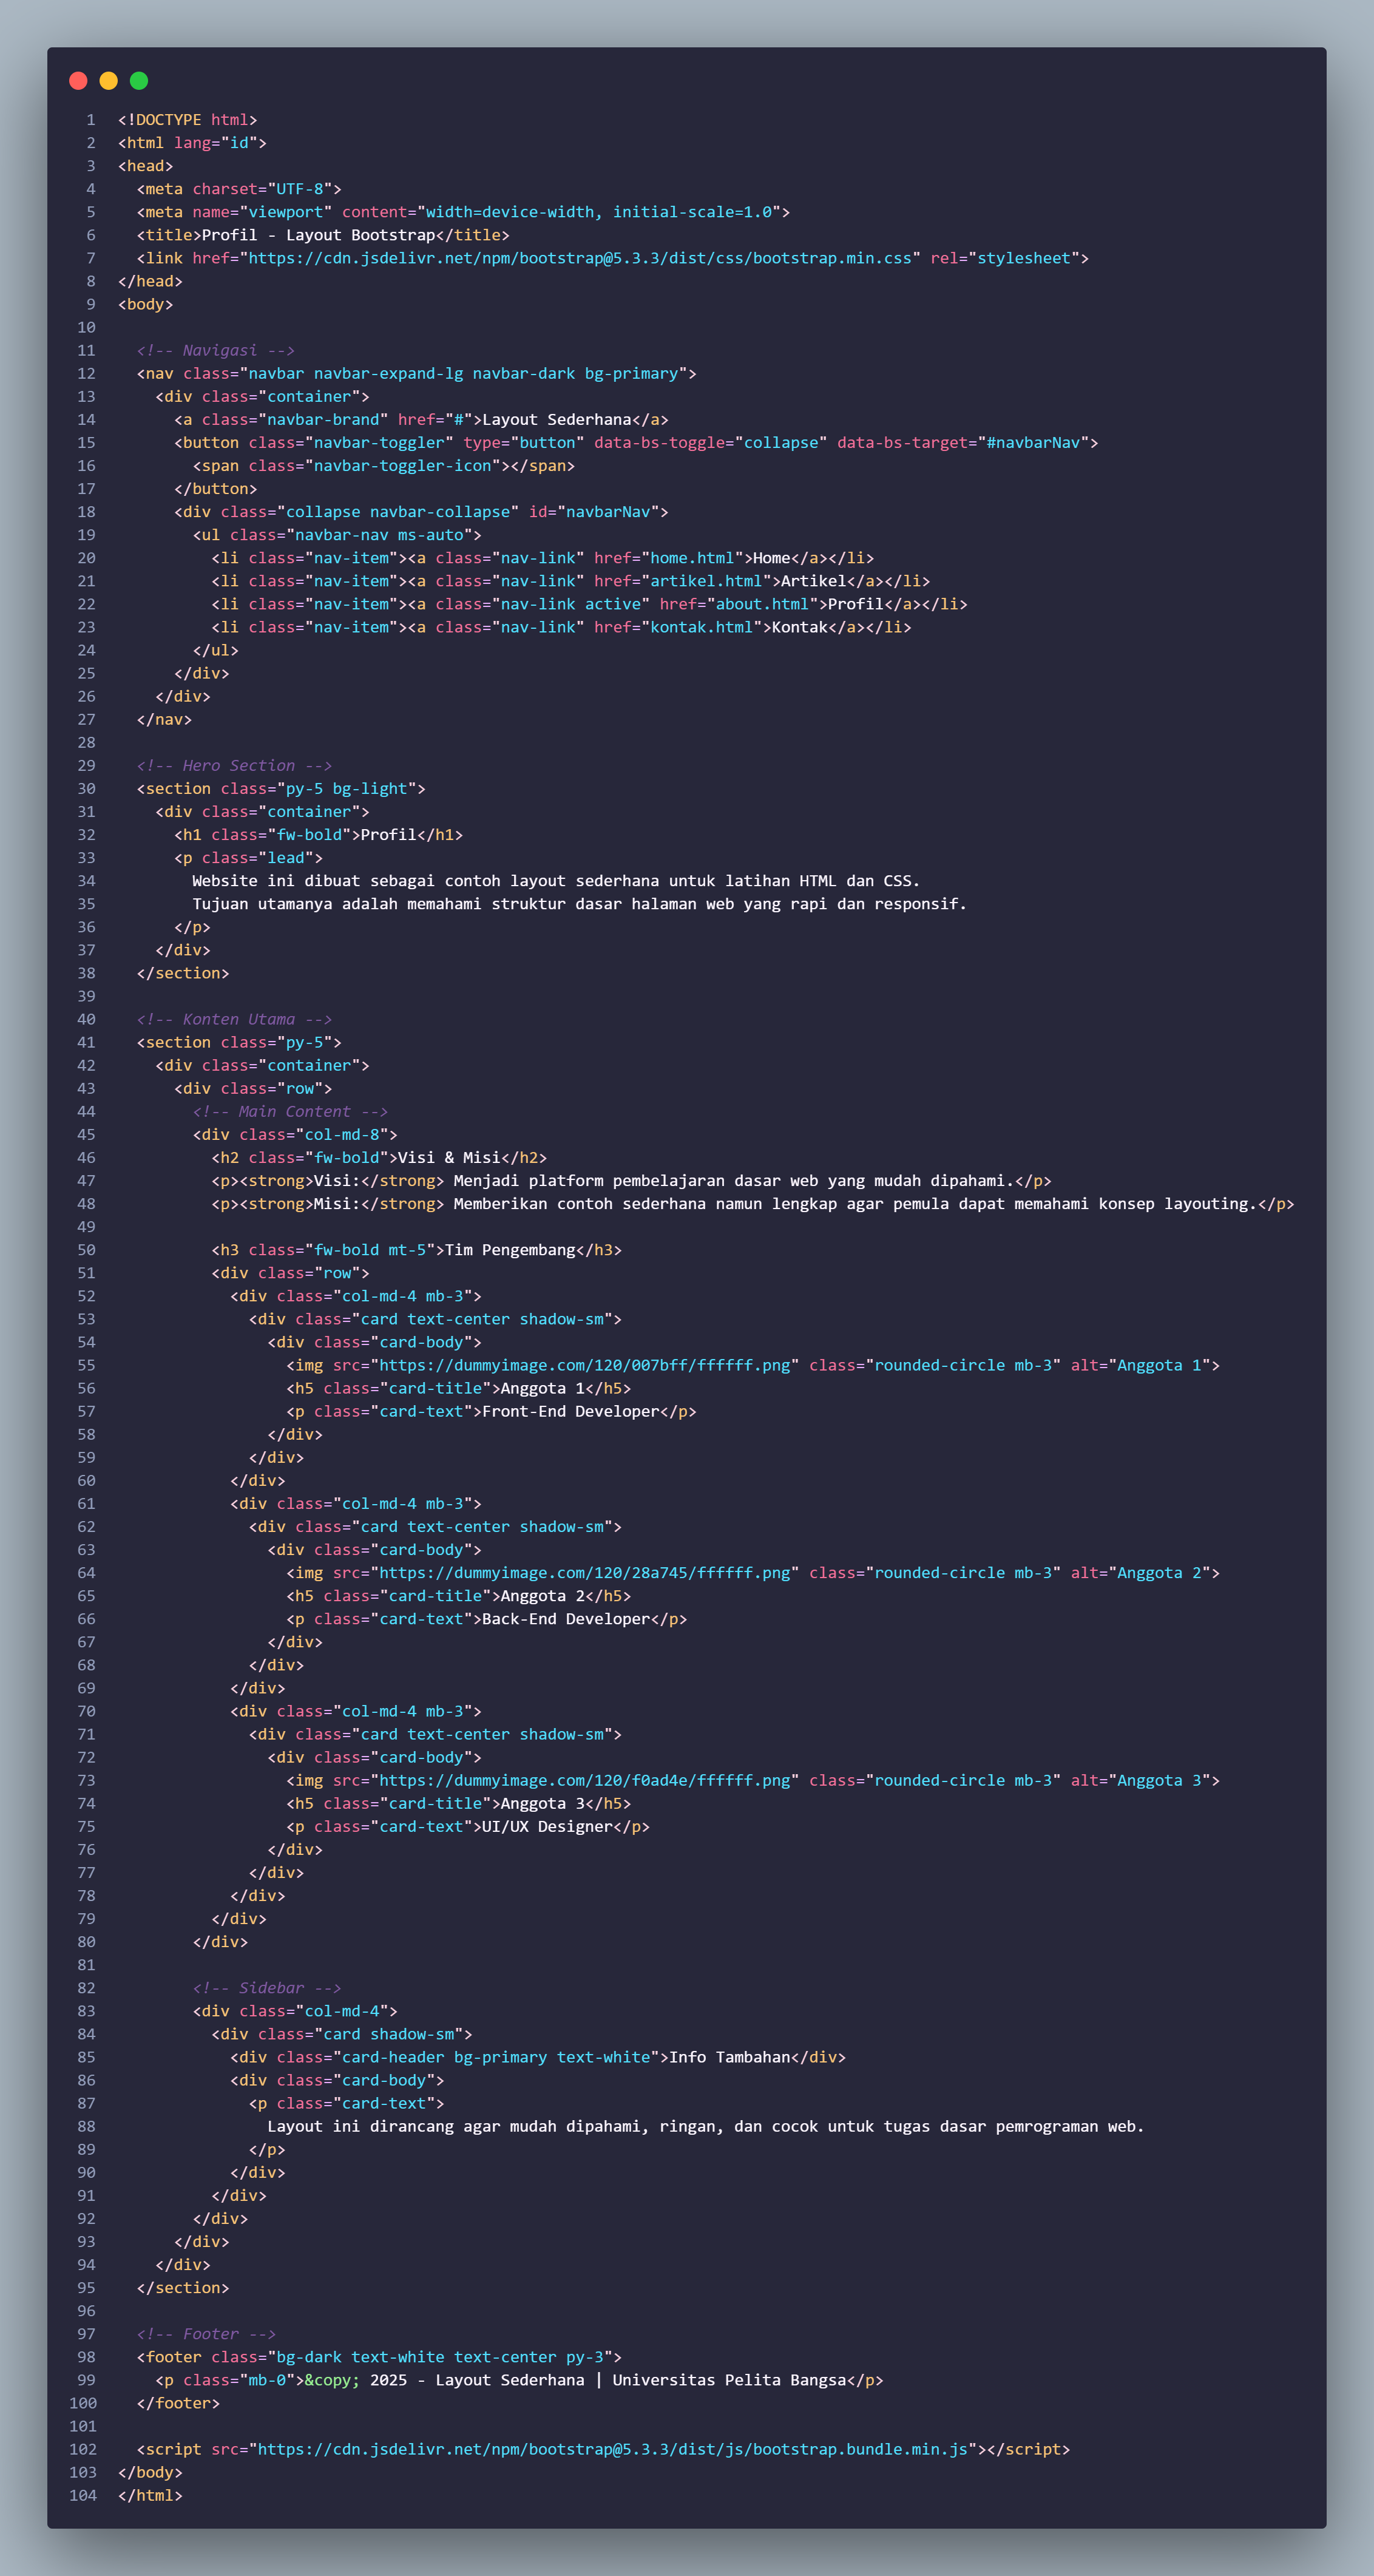 1 <!DOCTYPE html>
2 <html lang="id">
3 <head>
4   <meta charset="UTF-8">
5   <meta name="viewport" content="width=device-width, initial-scale=1.0">
6   <title>Profil - Layout Bootstrap</title>
7   <link href="https://cdn.jsdelivr.net/npm/bootstrap@5.3.3/dist/css/bootstrap.min.css" rel="stylesheet">
8 </head>
9 <body>
10
11   <!-- Navigasi -->
12   <nav class="navbar navbar-expand-lg navbar-dark bg-primary">
13     <div class="container">
14       <a class="navbar-brand" href="#">Layout Sederhana</a>
15       <button class="navbar-toggler" type="button" data-bs-toggle="collapse" data-bs-target="#navbarNav">
16         <span class="navbar-toggler-icon"></span>
17       </button>
18       <div class="collapse navbar-collapse" id="navbarNav">
19         <ul class="navbar-nav ms-auto">
20           <li class="nav-item"><a class="nav-link" href="home.html">Home</a></li>
21           <li class="nav-item"><a class="nav-link" href="artikel.html">Artikel</a></li>
22           <li class="nav-item"><a class="nav-link active" href="about.html">Profil</a></li>
23           <li class="nav-item"><a class="nav-link" href="kontak.html">Kontak</a></li>
24         </ul>
25       </div>
26     </div>
27   </nav>
28
29   <!-- Hero Section -->
30   <section class="py-5 bg-light">
31     <div class="container">
32       <h1 class="fw-bold">Profil</h1>
33       <p class="lead">
34         Website ini dibuat sebagai contoh layout sederhana untuk latihan HTML dan CSS.
35         Tujuan utamanya adalah memahami struktur dasar halaman web yang rapi dan responsif.
36       </p>
37     </div>
38   </section>
39
40   <!-- Konten Utama -->
41   <section class="py-5">
42     <div class="container">
43       <div class="row">
44         <!-- Main Content -->
45         <div class="col-md-8">
46           <h2 class="fw-bold">Visi & Misi</h2>
47           <p><strong>Visi:</strong> Menjadi platform pembelajaran dasar web yang mudah dipahami.</p>
48           <p><strong>Misi:</strong> Memberikan contoh sederhana namun lengkap agar pemula dapat memahami konsep layouting.</p>
49
50           <h3 class="fw-bold mt-5">Tim Pengembang</h3>
51           <div class="row">
52             <div class="col-md-4 mb-3">
53               <div class="card text-center shadow-sm">
54                 <div class="card-body">
55                   <img src="https://dummyimage.com/120/007bff/ffffff.png" class="rounded-circle mb-3" alt="Anggota 1">
56                   <h5 class="card-title">Anggota 1</h5>
57                   <p class="card-text">Front-End Developer</p>
58                 </div>
59               </div>
60             </div>
61             <div class="col-md-4 mb-3">
62               <div class="card text-center shadow-sm">
63                 <div class="card-body">
64                   <img src="https://dummyimage.com/120/28a745/ffffff.png" class="rounded-circle mb-3" alt="Anggota 2">
65                   <h5 class="card-title">Anggota 2</h5>
66                   <p class="card-text">Back-End Developer</p>
67                 </div>
68               </div>
69             </div>
70             <div class="col-md-4 mb-3">
71               <div class="card text-center shadow-sm">
72                 <div class="card-body">
73                   <img src="https://dummyimage.com/120/f0ad4e/ffffff.png" class="rounded-circle mb-3" alt="Anggota 3">
74                   <h5 class="card-title">Anggota 3</h5>
75                   <p class="card-text">UI/UX Designer</p>
76                 </div>
77               </div>
78             </div>
79           </div>
80         </div>
81
82         <!-- Sidebar -->
83         <div class="col-md-4">
84           <div class="card shadow-sm">
85             <div class="card-header bg-primary text-white">Info Tambahan</div>
86             <div class="card-body">
87               <p class="card-text">
88                 Layout ini dirancang agar mudah dipahami, ringan, dan cocok untuk tugas dasar pemrograman web.
89               </p>
90             </div>
91           </div>
92         </div>
93       </div>
94     </div>
95   </section>
96
97   <!-- Footer -->
98   <footer class="bg-dark text-white text-center py-3">
99     <p class="mb-0">&copy; 2025 - Layout Sederhana | Universitas Pelita Bangsa</p>
100   </footer>
101
102   <script src="https://cdn.jsdelivr.net/npm/bootstrap@5.3.3/dist/js/bootstrap.bundle.min.js"></script>
103 </body>
104 </html>